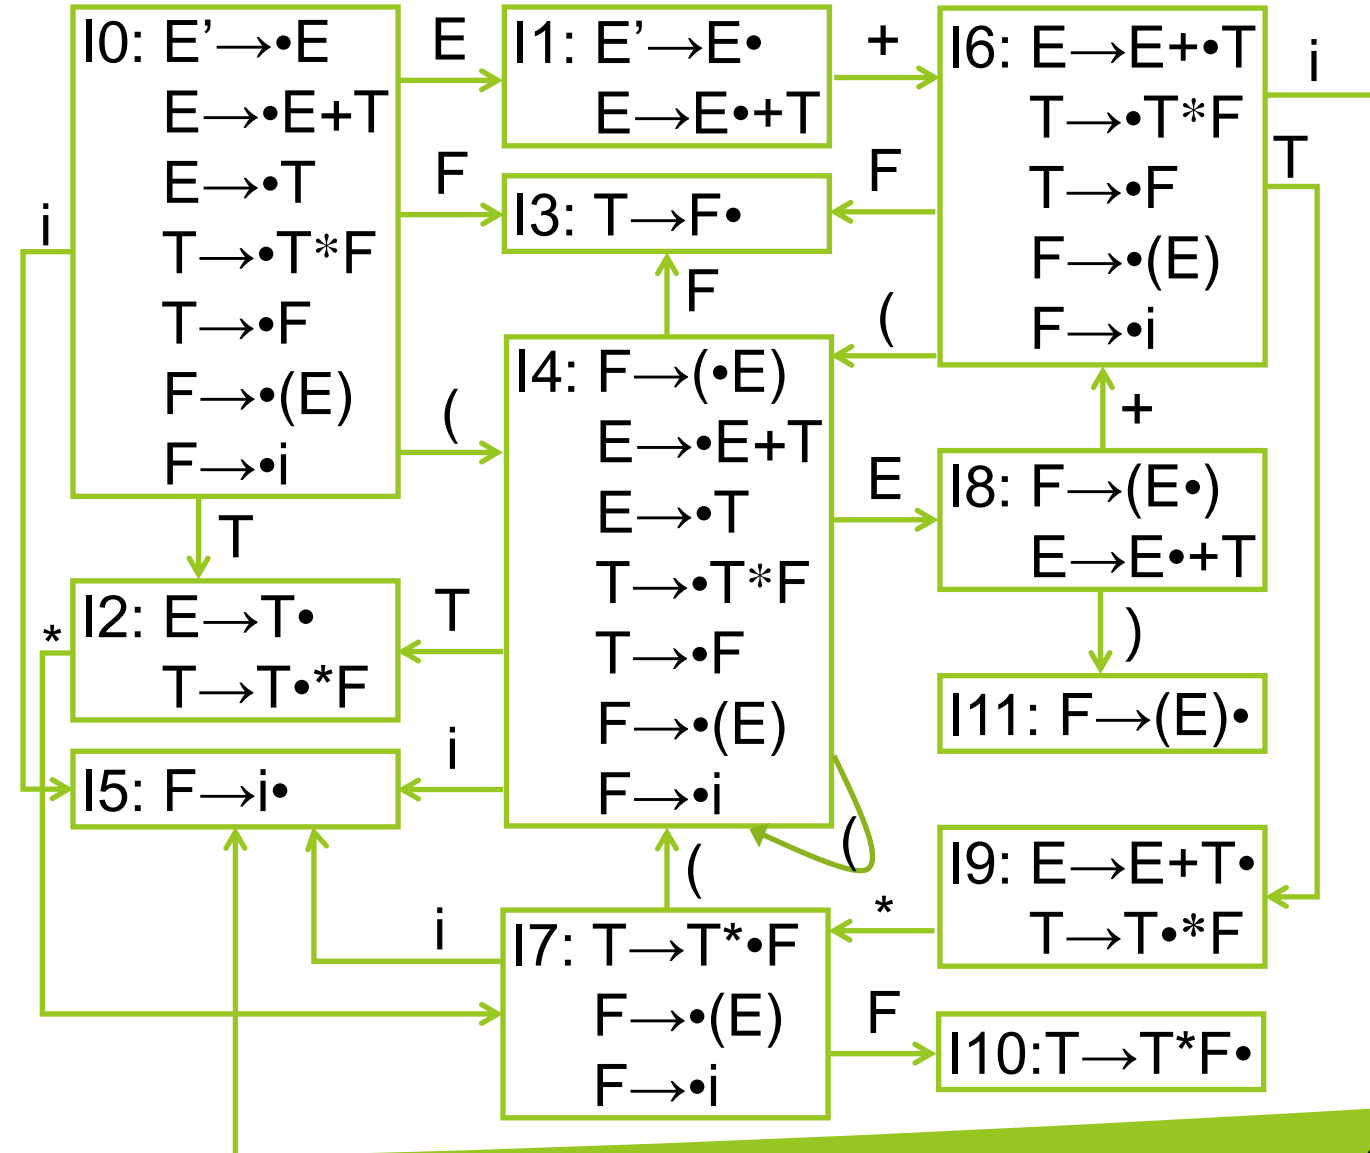 I0: E’→•E
E→•E+T
E→•T
T→•T*F
T→•F
F→•(E)
F→•i
E
I1: E’→E•
E→E•+T
+
I6: E→E+•T
T→•T*F
T→•F
F→•(E)
F→•i
i
T
F
I3: T→F•
F
i
F
(
I4: F→(•E)
E→•E+T
E→•T
T→•T*F
T→•F
F→•(E)
F→•i
(
+
E
I8: F→(E•)
E→E•+T
T
I2: E→T•
T→T•*F
*
T
)
I11: F→(E)•
I5: F→i•
i
(
(
I9: E→E+T•
T→T•*F
*
i
I7: T→T*•F
F→•(E)
F→•i
F
I10:T→T*F•